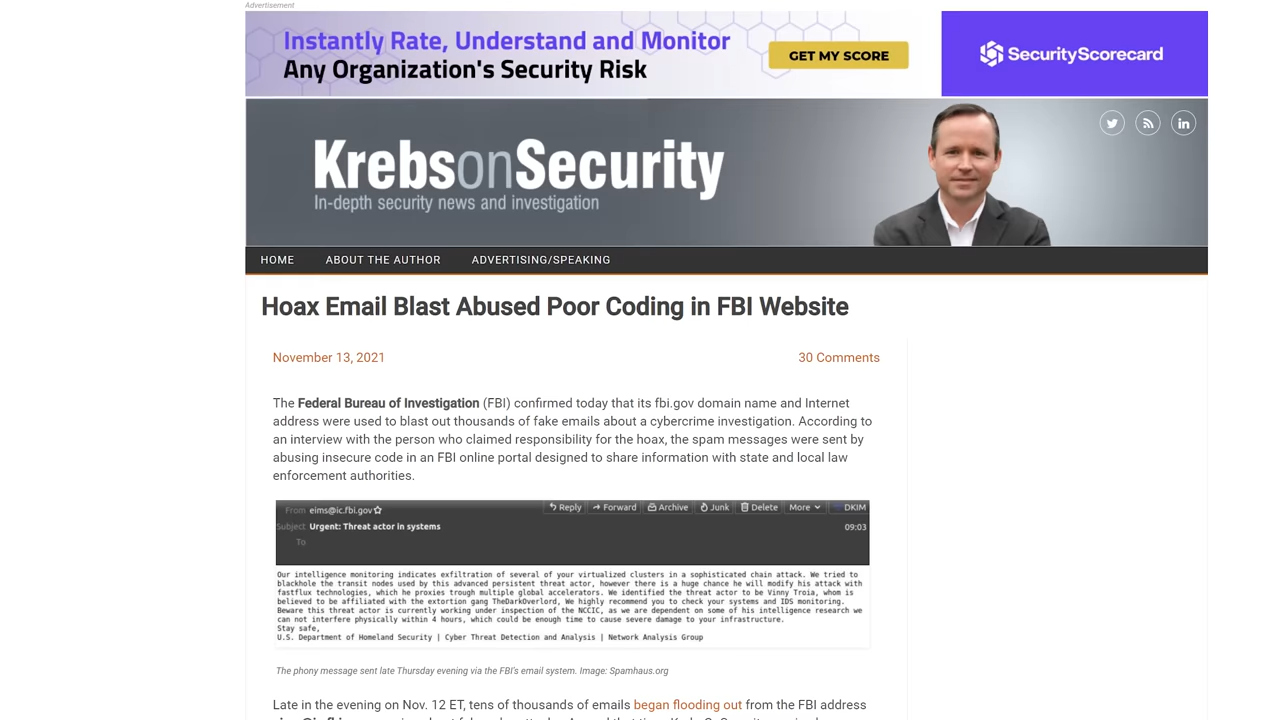 Advertisement
Instantly Rate, Understand and Monitor
Any Organization's Security Risk
GET MY SCORE
SecurityScorecard
KrebsonSecurity
In-depth security news and investigation
HOME ABOUT THE AUTHOR ADVERTISING/SPEAKING
Hoax Email Blast Abused Poor Coding in FBI Website
November 13, 2021 30 Comments
The Federal Bureau of Investigation (FBI) confirmed today that its fbi.gov domain name and Internet
address were used to blast out thousands of fake emails about a cybercrime investigation. According to
an interview with the person who claimed responsibility for the hoax, the spam messages were sent by
abusing insecure code in an FBI online portal designed to share information with state and local law
enforcement authorities.
From eims@ic.fbi.gov Reply Forward Archive Junk Delete More DKIM
Subject Urgent: Threat actor in systems 09:03
To
Our intelligence monitoring indicates exfiltration of several of your virtualized clusters in a sophisticated chain attack. We tried to
blackhole the transit nodes used by this advanced persistent threat actor, however there is a huge chance he will modify his attack with
fastflux technologies, which he proxies trough multiple global accelerators. We identified the threat actor to be Vinny Troia, whom is
believed to be affiliated with the extortion gang TheDarkOverlord, We highly recommend you to check your systems and IDS monitoring.
Beware this threat actor is currently working under inspection of the NCCIC, as we are dependent on some of his intelligence research we
can not interfere physically within 4 hours, which could be enough time to cause severe damage to your infrastructure.
Stay safe,
U.S. Department of Homeland Security | Cyber Threat Detection and Analysis | Network Analysis Group
The phony message sent late Thursday evening via the FBI's email system. Image: Spamhaus.org
Late in the evening on Nov. 12 ET, tens of thousands of emails began flooding out from the FBI address